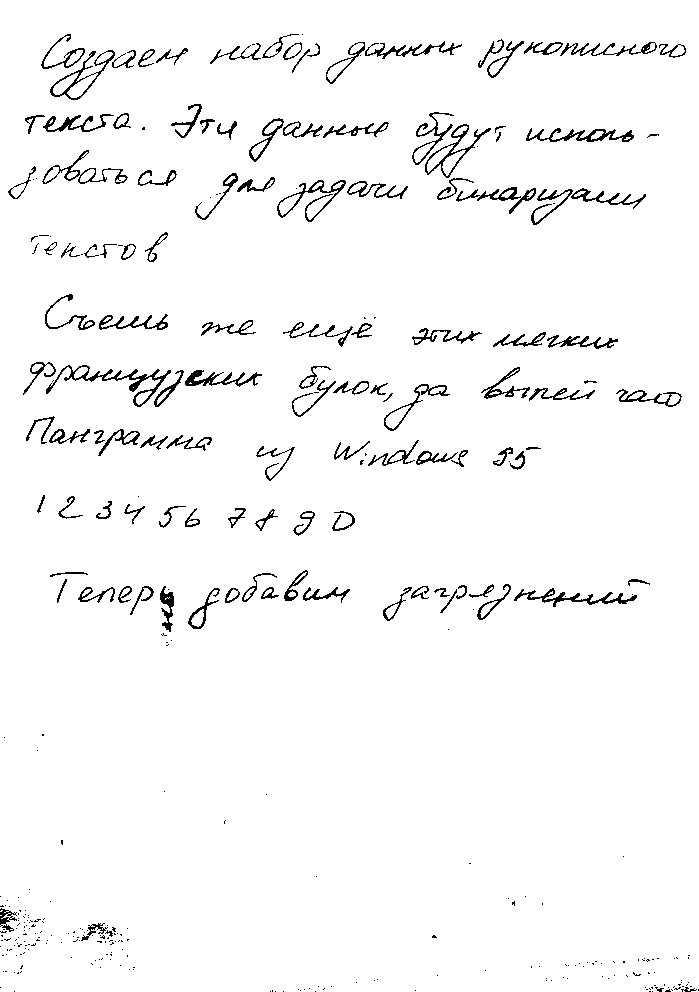 Создаем набор данных рукописного
текста. Эти данные будут исполь-
зоваться для задачи бинаризации
текстов
Съешь же ещё этих мягких
французских булок, да выпей чаю
Панграмма из Windows 95
1 2 3 4 5 6 7 8 9 0
Теперь добавим загрязнений